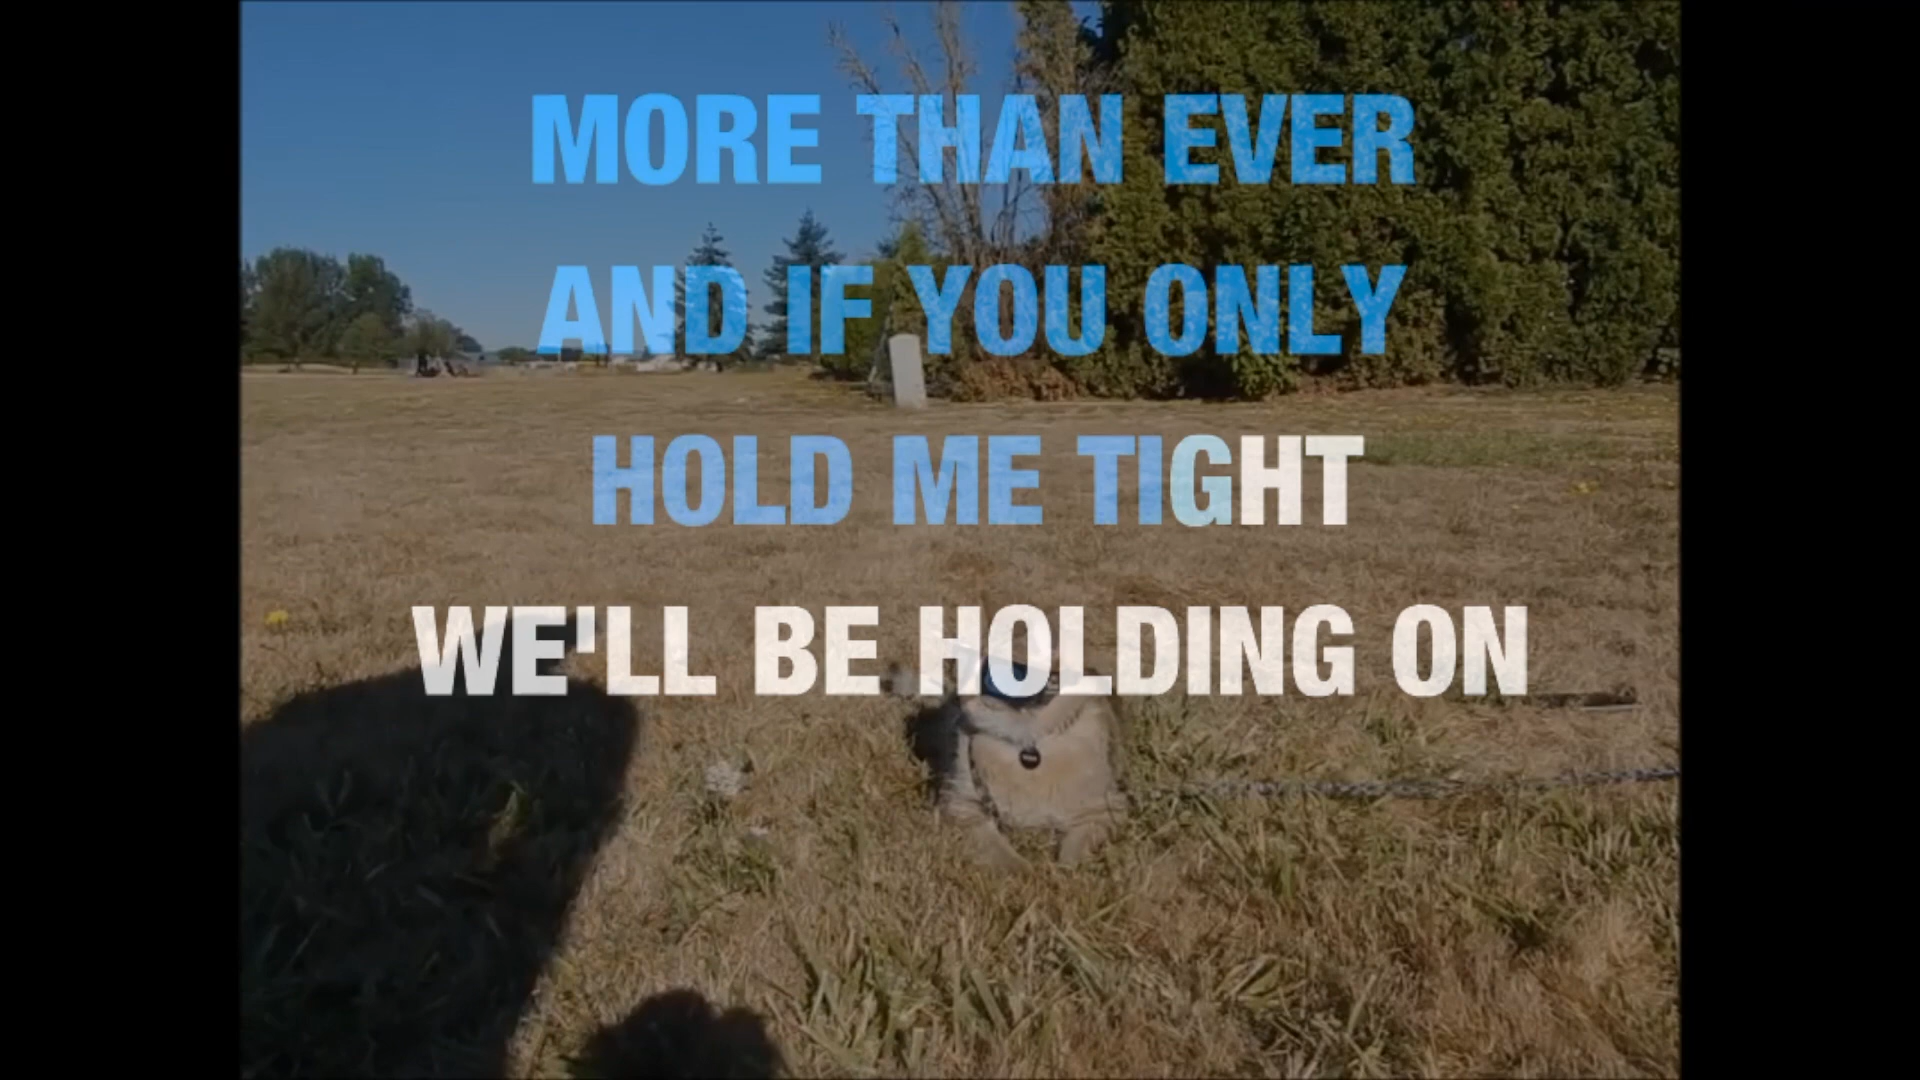 MORE THAN EVER
AND IF YOU ONLY
HOLD ME TIGHT
WE'LL BE HOLDING ON